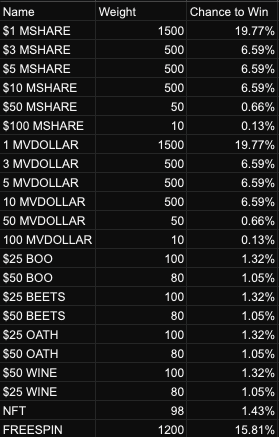 Name Weight Chance to Win
$1 MSHARE 1500 19.77%
$3 MSHARE 500 6.59%
$5 MSHARE 500 6.59%
$10 MSHARE 500 6.59%
$50 MSHARE 50 0.66%
$100 MSHARE 10 0.13%
1 MVDOLLAR 1500 19.77%
3 MVDOLLAR 500 6.59%
5 MVDOLLAR 500 6.59%
10 MVDOLLAR 500 6.59%
50 MVDOLLAR 50 0.66%
100 MVDOLLAR 10 0.13%
$25 BOO 100 1.32%
$50 BOO 80 1.05%
$25 BEETS 100 1.32%
$50 BEETS 80 1.05%
$25 OATH 100 1.32%
$50 OATH 80 1.05%
$50 WINE 100 1.32%
$25 WINE 80 1.05%
NFT 98 1.43%
FREESPIN 1200 15.81%